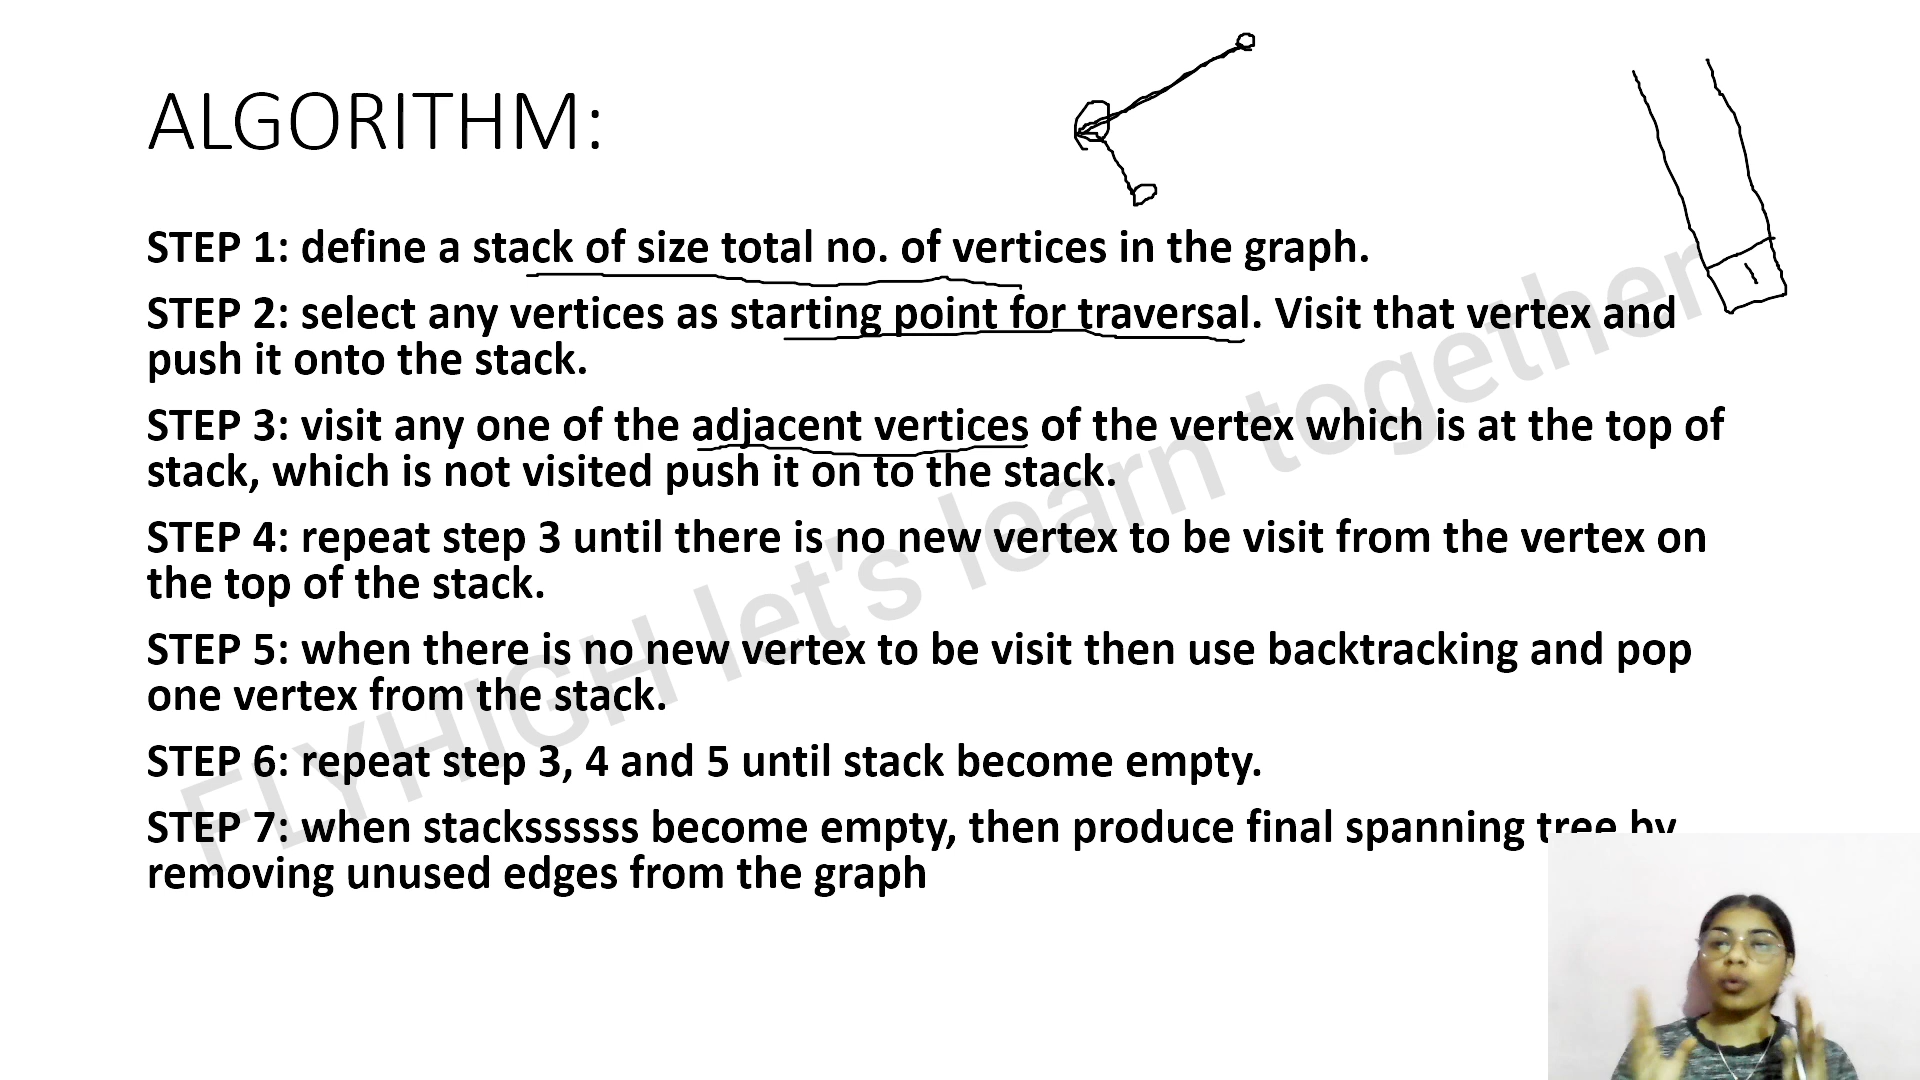 ALGORITHM:
STEP 1: define a stack of size total no. of vertices in the graph.
STEP 2: select any vertices as starting point for traversal. Visit that vertex and
push it onto the stack.
STEP 3: visit any one of the adjacent vertices of the vertex which is at the top of
stack, which is not visited push it on to the stack.
STEP 4: repeat step 3 until there is no new vertex to be visit from the vertex on
the top of the stack.
STEP 5: when there is no new vertex to be visit then use backtracking and pop
one vertex from the stack.
STEP 6: repeat step 3, 4 and 5 until stack become empty.
STEP 7: when stackssssss become empty, then produce final spanning tree by
removing unused edges from the graph
FLYHIGH let's learn together